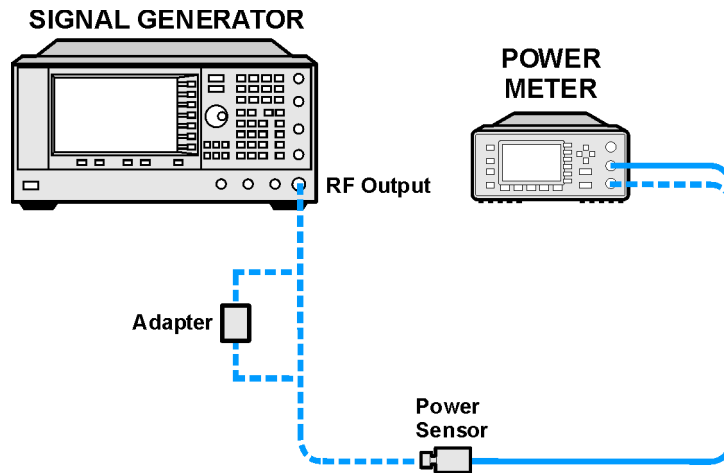 SIGNAL GENERATOR
POWER
METER
RF Output
Adapter
Power
Sensor